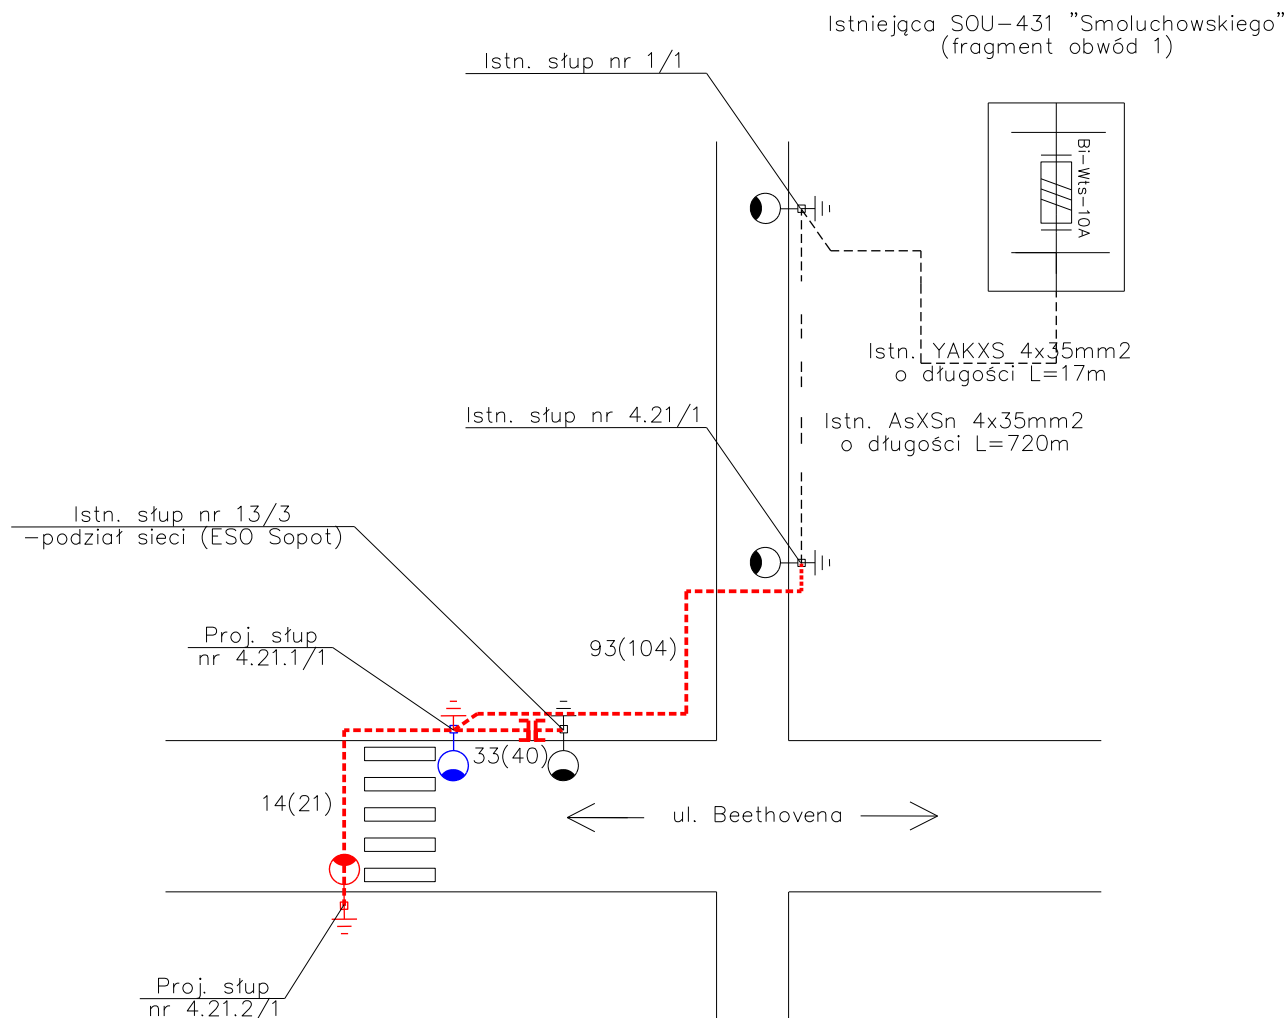 Istniejąca SOU-431 "Smoluchowskiego"
(fragment obwód 1)
Istn. słup nr 1/1
Bi-Wts-10A
Istn. YAKXS 4x35mm2
o długości L=17m
Istn. słup nr 4.21/1
Istn. AsXSn 4x35mm2
o długości L=720m
Istn. słup nr 13/3
-podział sieci (ESO Sopot)
Proj. słup
nr 4.21.1/1
93(104)
33(40)
14(21)
ul. Beethovena
Proj. słup
nr 4.21.2/1